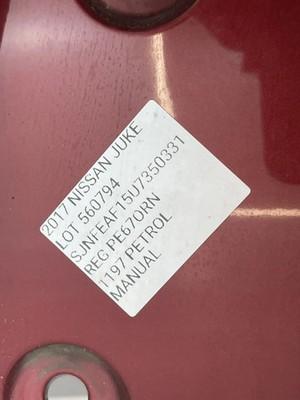 2017 NISSAN JUKE
LOT 560794
SJNFEAF15U7350331
REG PE67ORN
1197 PETROL
MANUAL